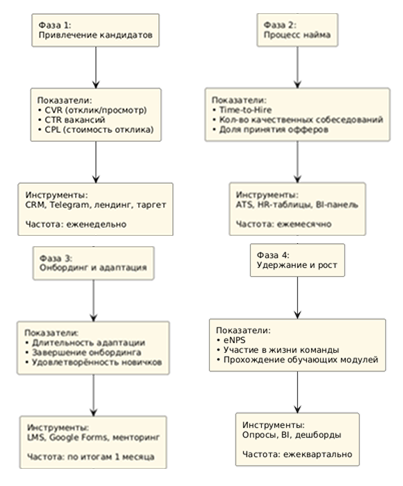 Фаза 1:
Привлечение кандидатов
Показатели:
• CVR (отклик/просмотр)
• CTR вакансий
• CPL (стоимость отклика)
Инструменты:
CRM, Telegram, лендинг, таргет
Частота: еженедельно
Фаза 2:
Процесс найма
Показатели:
• Time-to-Hire
• Кол-во качественных собеседований
• Доля принятия офферов
Инструменты:
ATS, HR-таблицы, BI-панель
Частота: ежемесячно
Фаза 3:
Онбординг и адаптация
Показатели:
• Длительность адаптации
• Завершение онбординга
• Удовлетворённость новичков
Инструменты:
LMS, Google Forms, менторинг
Частота: по итогам 1 месяца
Фаза 4:
Удержание и рост
Показатели:
• eNPS
• Участие в жизни команды
• Прохождение обучающих модулей
Инструменты:
Опросы, BI, дешборды
Частота: ежеквартально